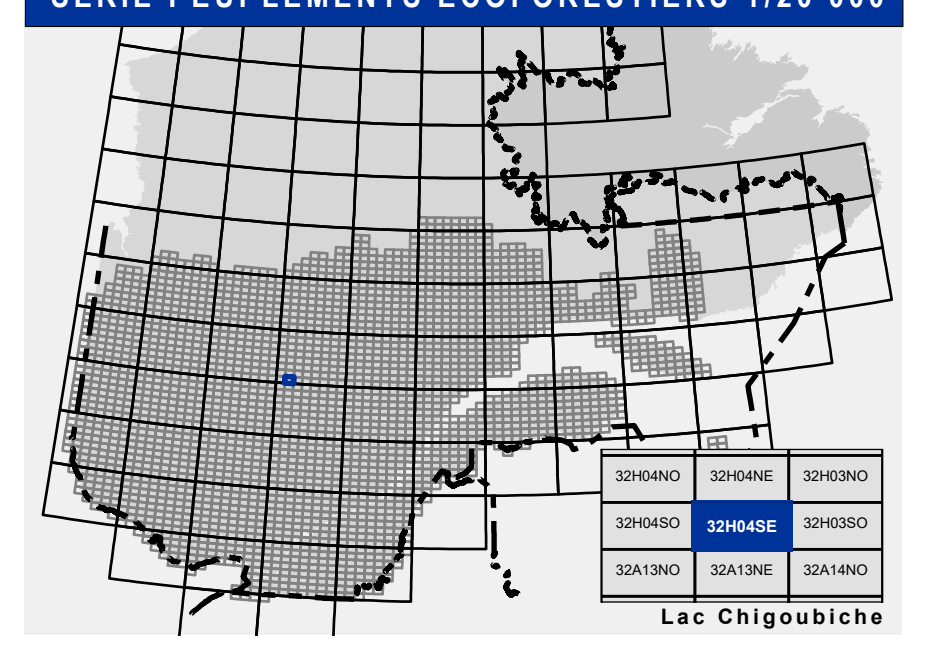 SÉRIE PEUPLEMENTS ÉCOFORESTIERS 1/20 000
32H04NO 32H04NE 32H03NO
32H04SO 32H04SE 32H03SO
32A13NO 32A13NE 32A14NO
Lac Chigoubiche